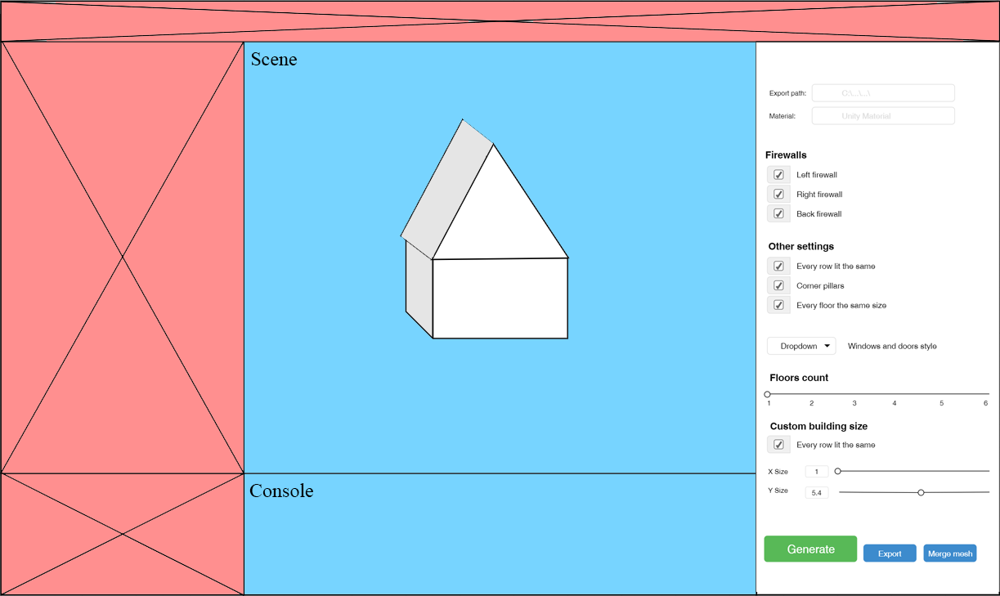 Scene
Export path: C:\...\...\
Material: Unity Material
Firewalls
Left firewall
Right firewall
Back firewall
Other settings
Every row lit the same
Corner pillars
Every floor the same size
Dropdown Windows and doors style
Floors count
1 2 3 4 5 6
Custom building size
Every row lit the same
X Size 1
Y Size 5.4
Console
Generate Export Merge mesh